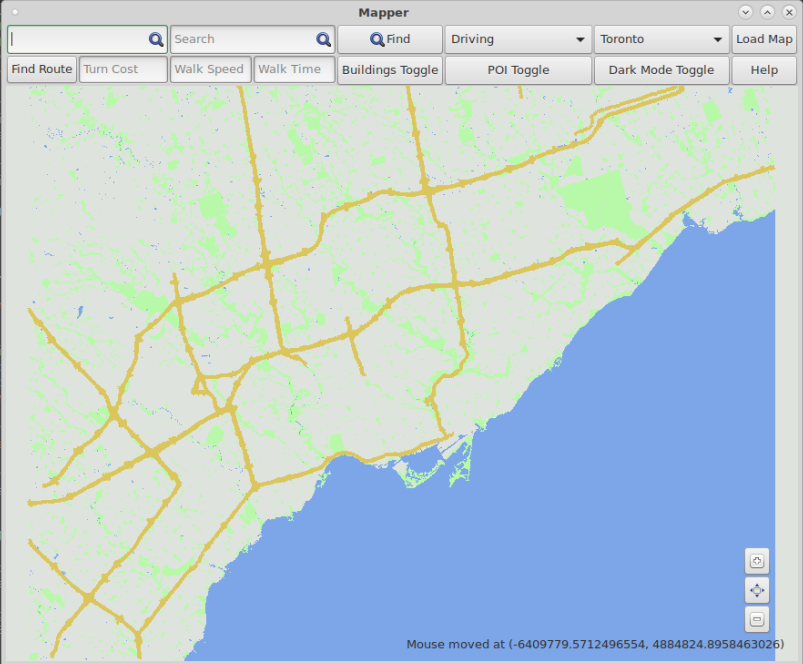 Mapper
Search Find Driving Toronto Load Map
Find Route Turn Cost Walk Speed Walk Time Buildings Toggle POI Toggle Dark Mode Toggle Help
Mouse moved at (-6409779.5712496554, 4884824.8958463026)